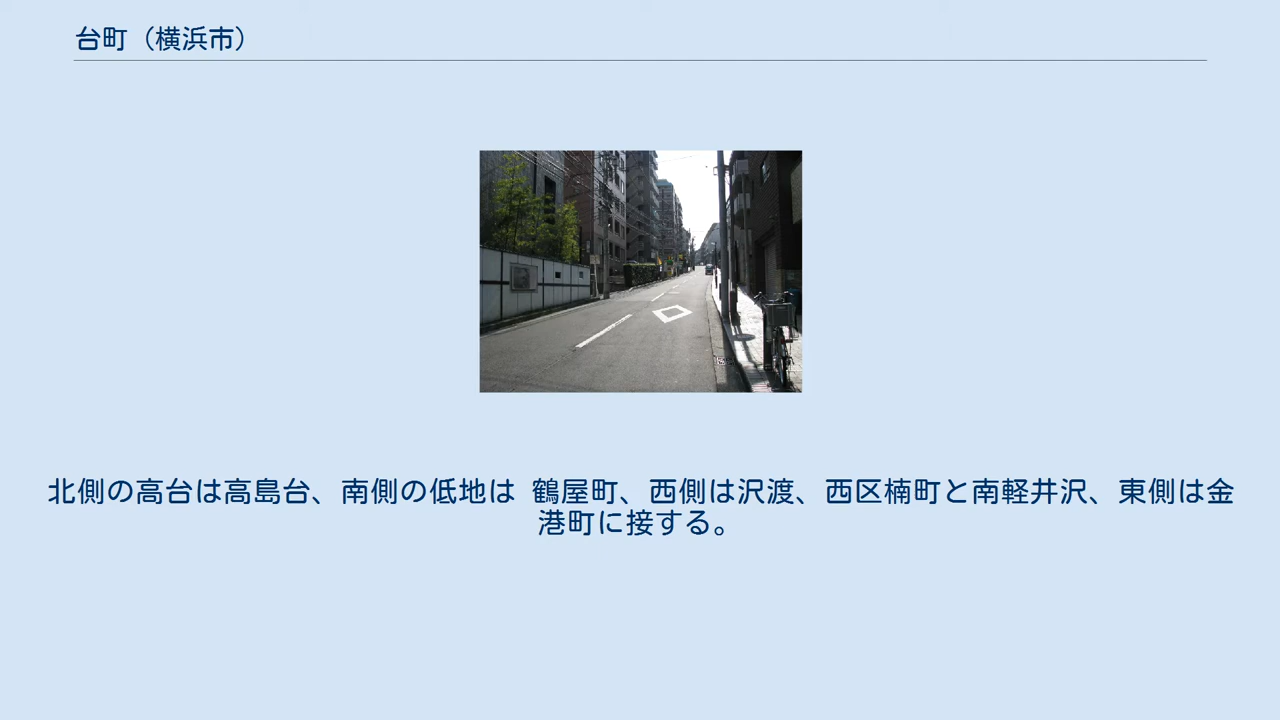 台町（横浜市）
北側の高台は高島台、南側の低地は 鶴屋町、西側は沢渡、西区楠町と南軽井沢、東側は金
港町に接する。